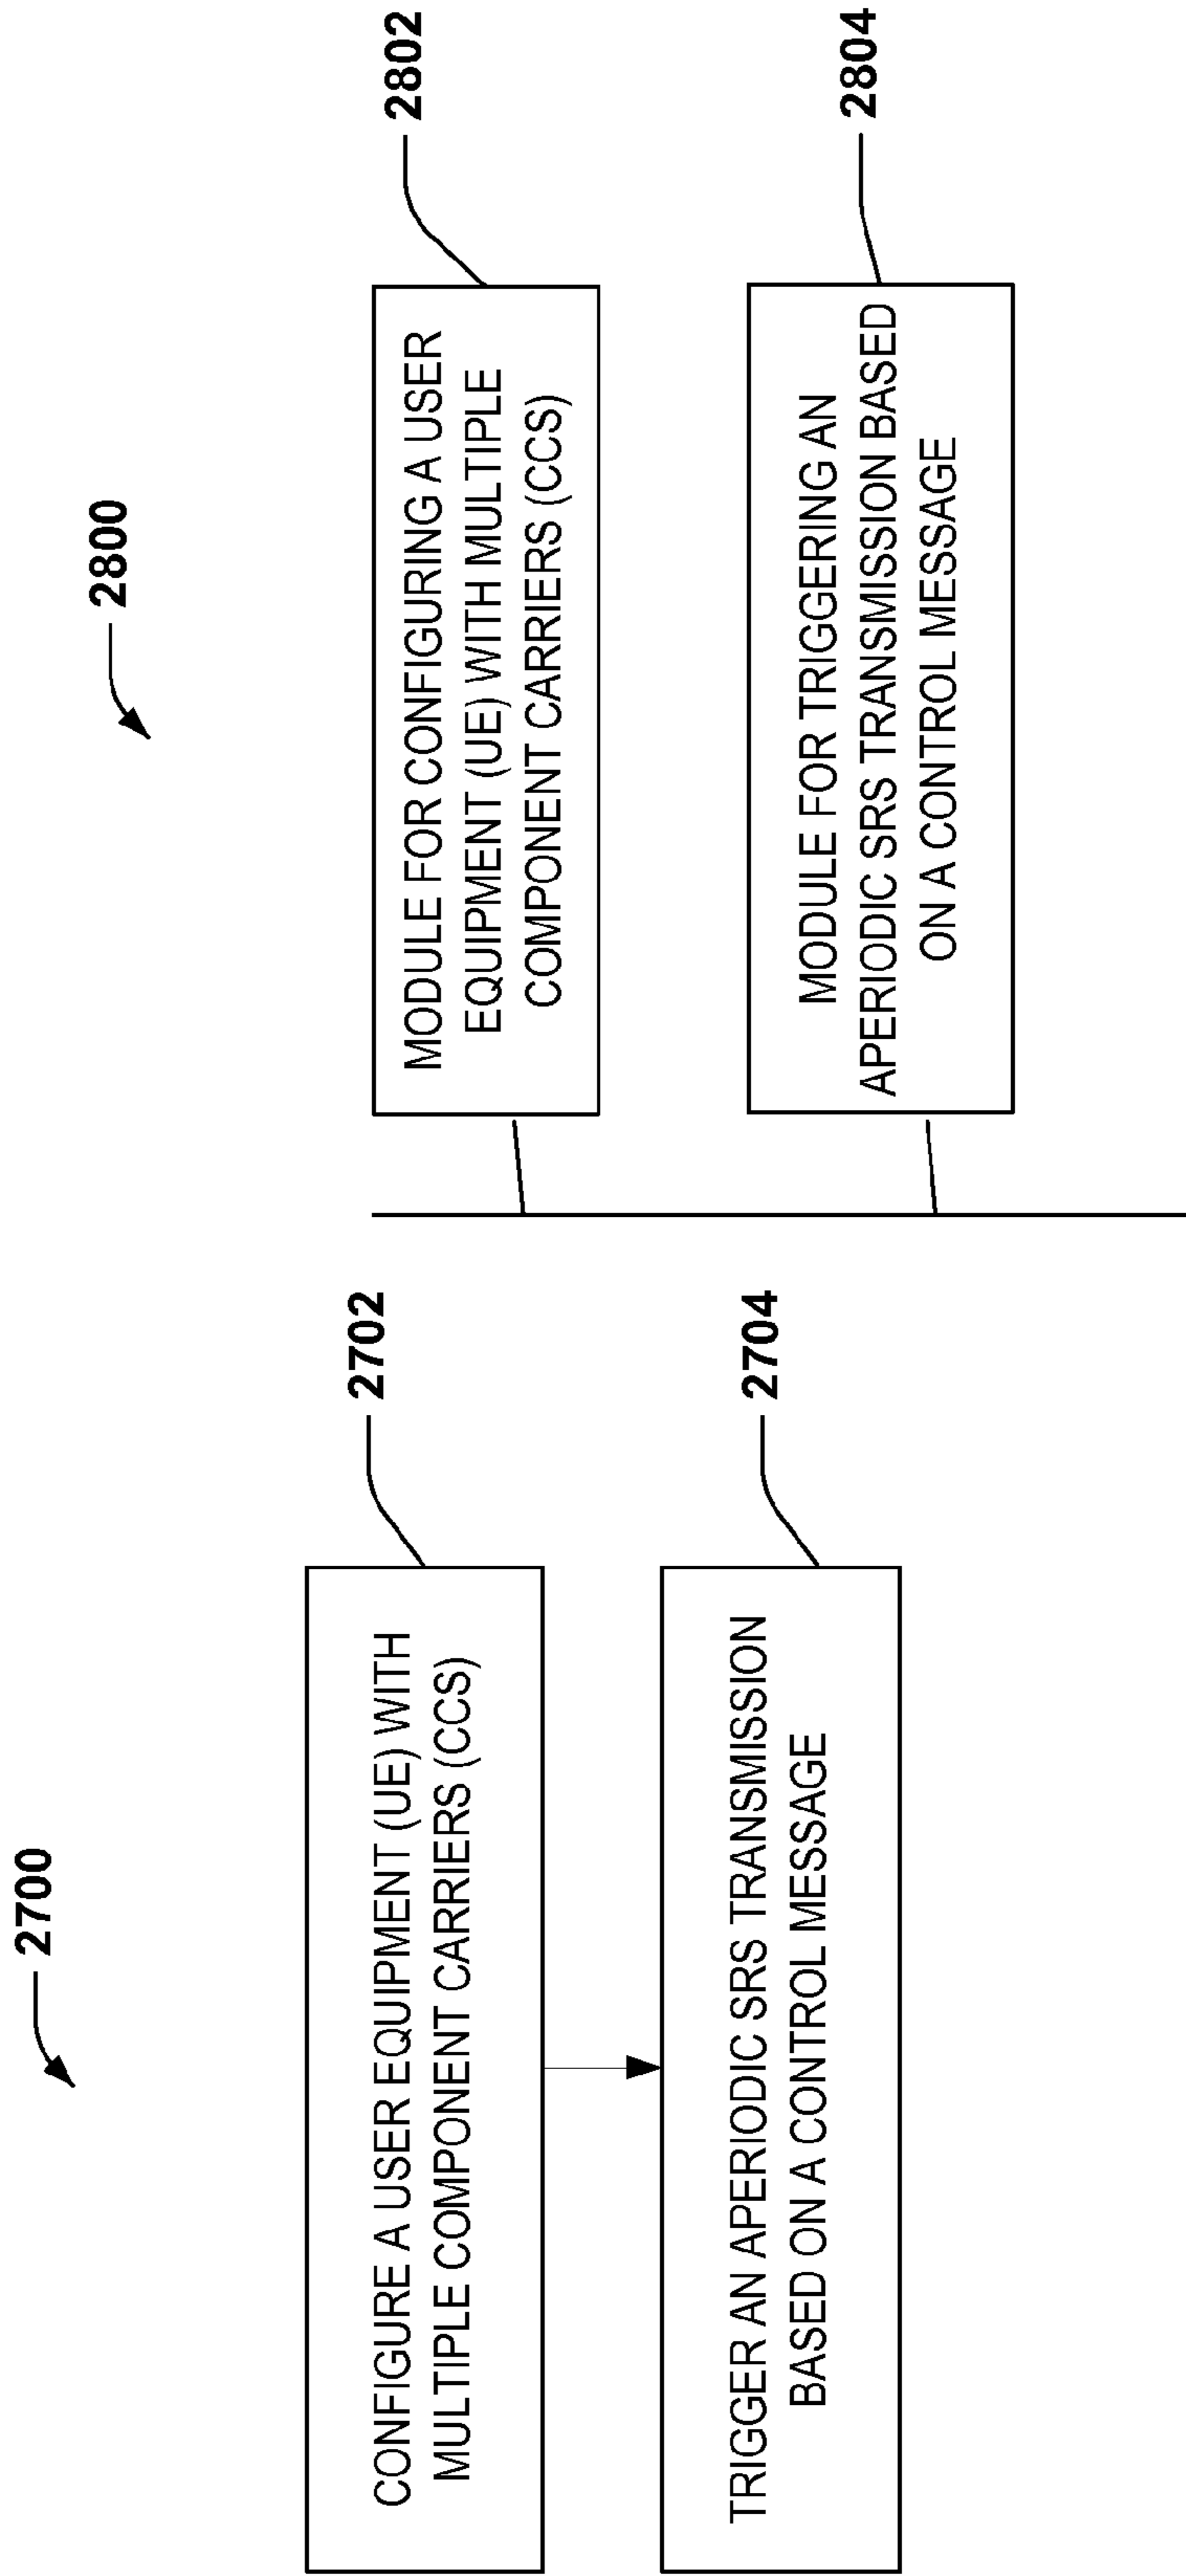 2700
CONFIGURE A USER EQUIPMENT (UE) WITH
MULTIPLE COMPONENT CARRIERS (CCS)
2702
TRIGGER AN APERIODIC SRS TRANSMISSION
BASED ON A CONTROL MESSAGE
2704
2800
MODULE FOR CONFIGURING A USER
EQUIPMENT (UE) WITH MULTIPLE
COMPONENT CARRIERS (CCS)
2802
MODULE FOR TRIGGERING AN
APERIODIC SRS TRANSMISSION BASED
ON A CONTROL MESSAGE
2804